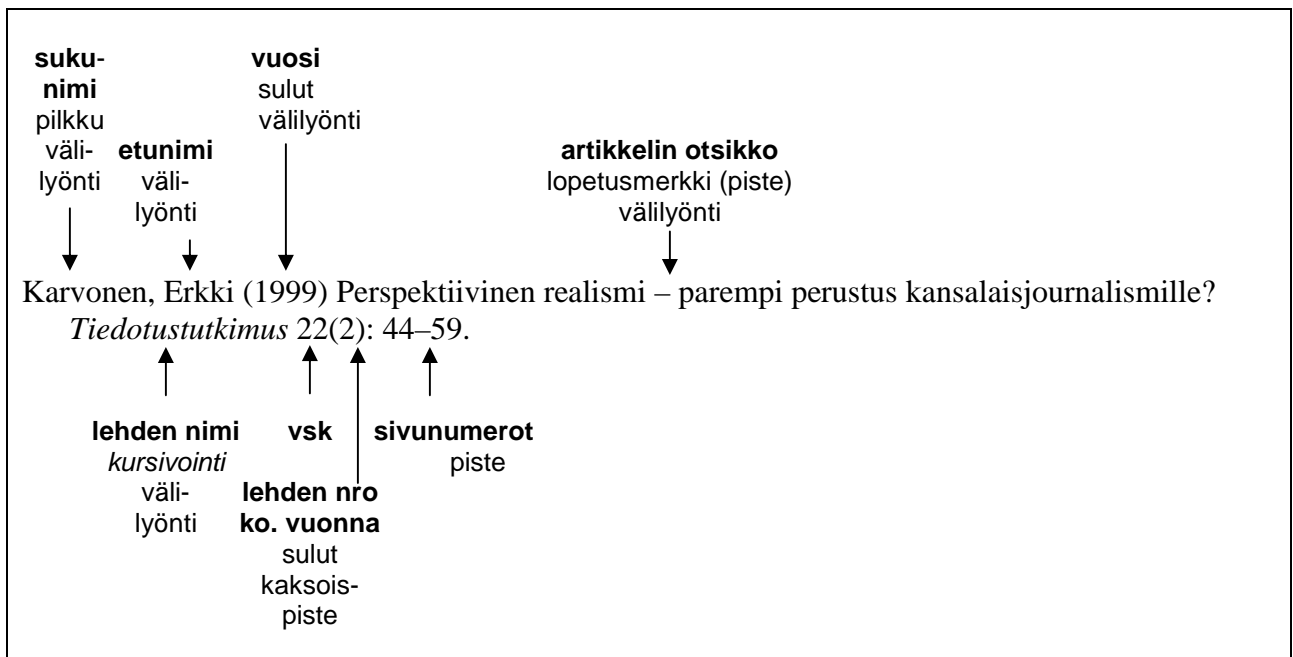 suku- vuosi
nimi sulut
pilkku välilyönti
väli- etunimi artikkelin otsikko
lyönti väli- lopetusmerkki (piste)
lyönti välilyönti
Karvonen, Erkki (1999) Perspektiivinen realismi – parempi perustus kansalaisjournalismille?
Tiedotustutkimus 22(2): 44–59.
lehden nimi vsk sivunumerot
kursivointi piste
väli- lehden nro
lyönti ko. vuonna
sulut
kaksois-
piste